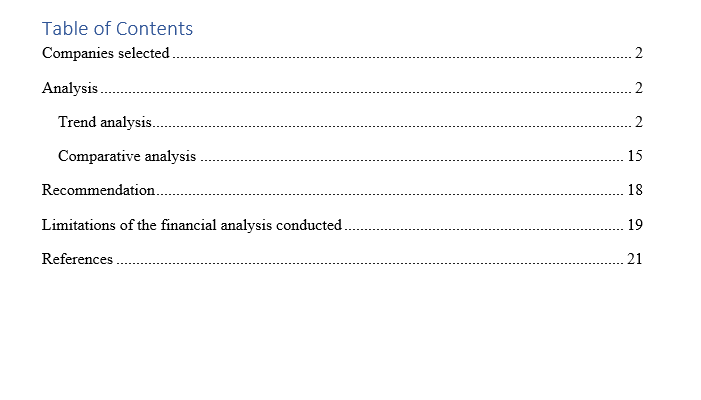 Table of Contents
Companies selected ........................................................................................................................ 2
Analysis ........................................................................................................................................... 2
Trend analysis............................................................................................................................. 2
Comparative analysis ............................................................................................................... 15
Recommendation.......................................................................................................................... 18
Limitations of the financial analysis conducted......................................................................... 19
References .................................................................................................................................... 21